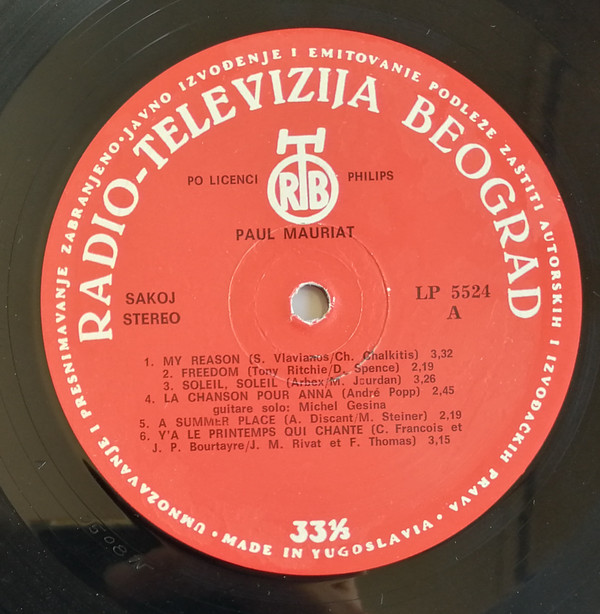 UMNOŽAVANJE I PRESNIMAVANJE ZABRANJENO • JAVNO IZVOĐENJE I EMITOVANJE PODLEŽE ZAŠTITI AUTORSKIH I IZVOĐAČKIH PRAVA •
RADIO-TELEVIZIJA BEOGRAD
PO LICENCI RTB PHILIPS
PAUL MAURIAT
SAKOJ LP 5524
STEREO A
1. MY REASON (S. Vlavianos/Ch. Chalkitis) 3,32
2. FREEDOM (Tony Ritchie/D. Spence) 2,19
3. SOLEIL, SOLEIL (Arbex/M. Jourdan) 3,26
4. LA CHANSON POUR ANNA (André Popp) 2,45
guitare solo: Michel Gesina
5. A SUMMER PLACE (A. Discant/M. Steiner) 2,19
6. Y'A LE PRINTEMPS QUI CHANTE (C. Francois et
J. P. Bourtayre/J. M. Rivat et F. Thomas) 3,15
33⅓
MADE IN YUGOSLAVIA •